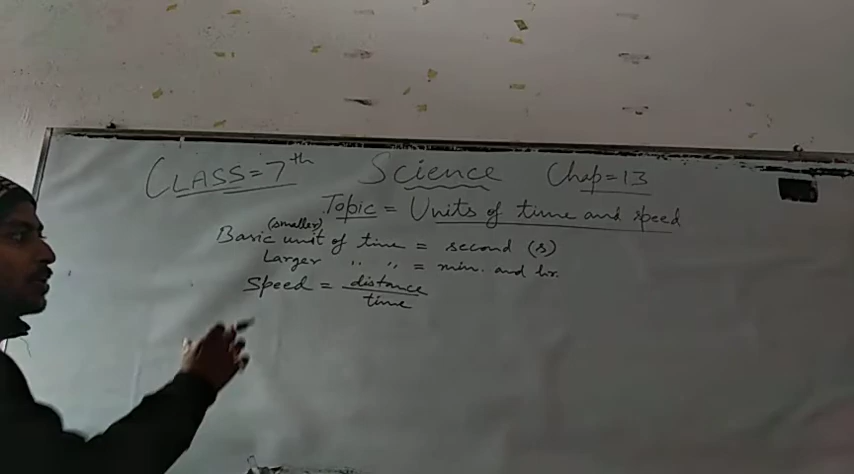 CLASS = 7th Science Chap = 13
Topic = Units of time and speed
(smaller)
Basic unit of time = second (s)
Larger " " = min. and hr.
Speed = distance
time